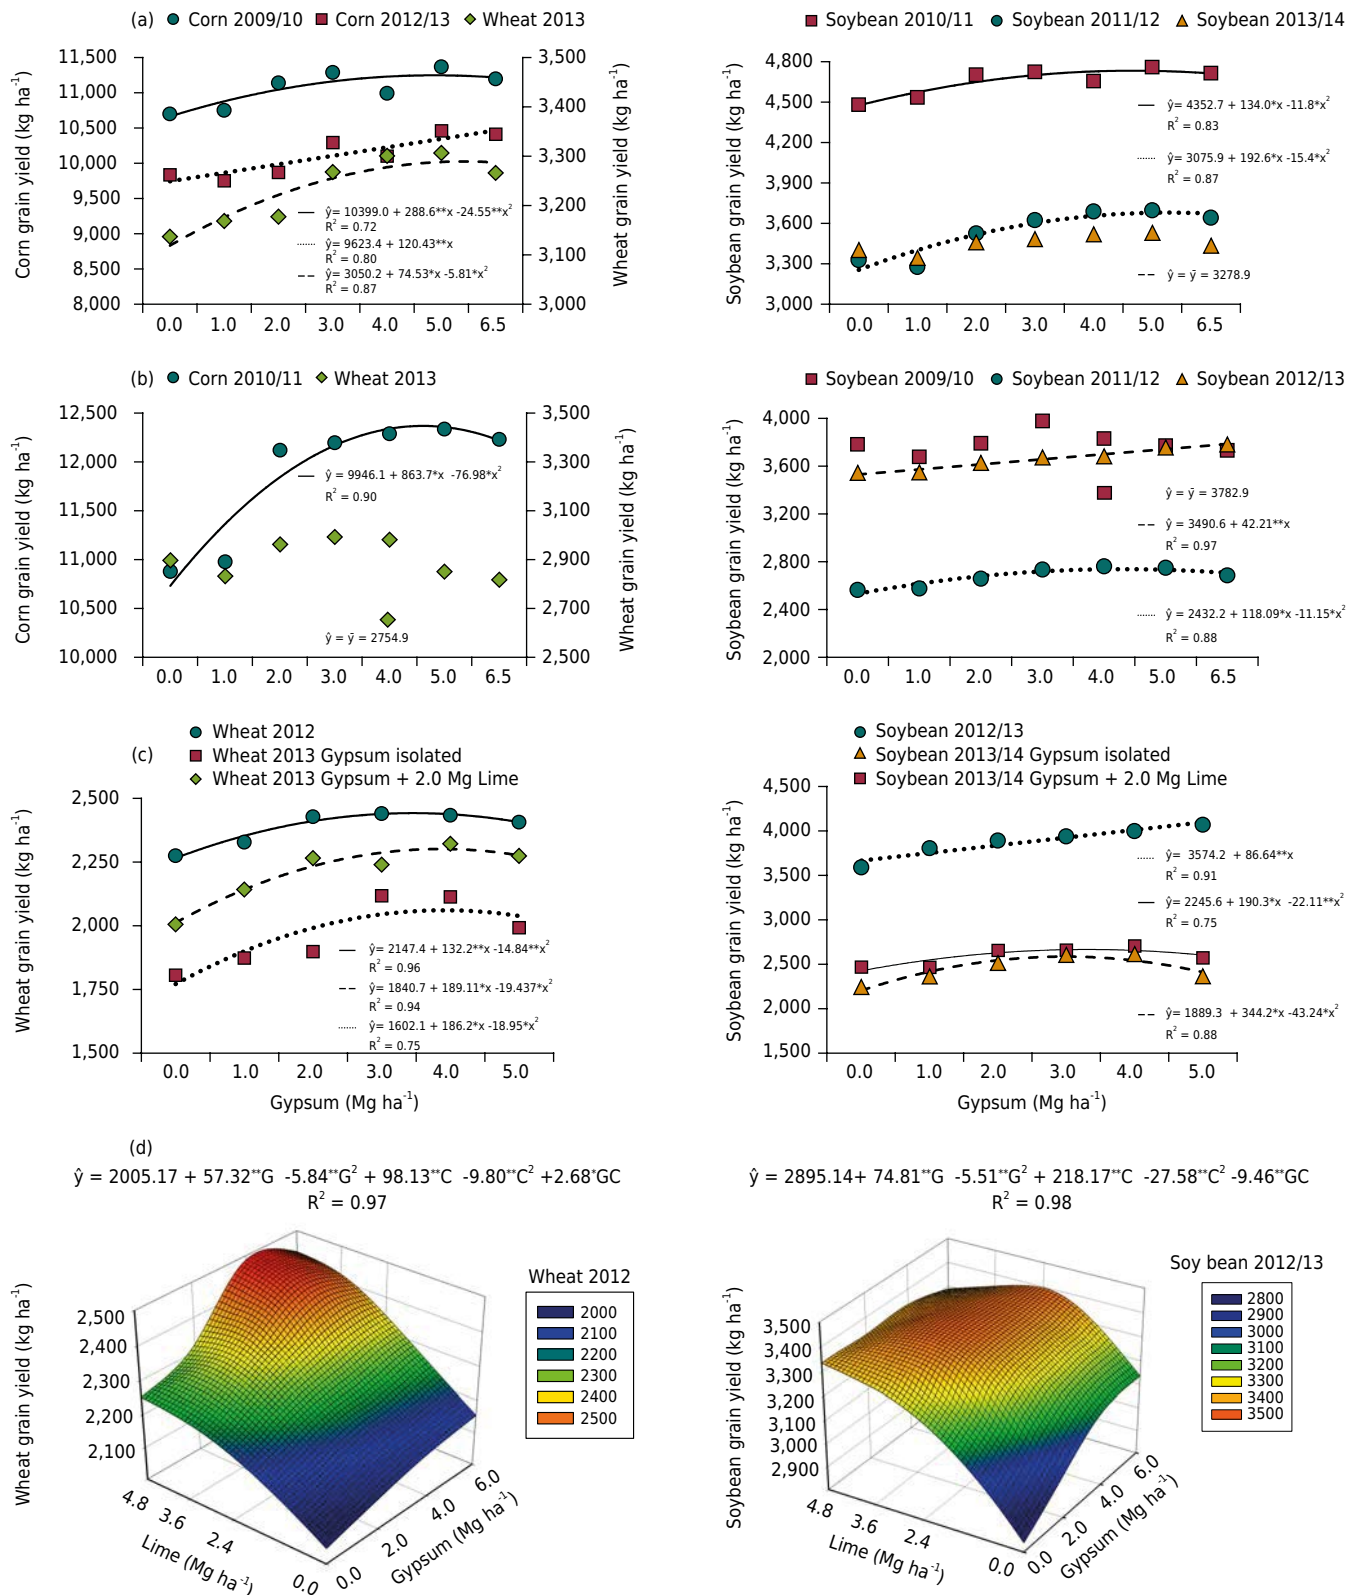 (a) Corn 2009/10 Corn 2012/13 Wheat 2013
Corn grain yield (kg ha⁻¹)
11,500
11,000
10,500
10,000
9,500
9,000
8,500
8,000
3,500
3,400
3,300
3,200
3,100
3,000
Wheat grain yield (kg ha⁻¹)
ŷ= 10399.0 + 288.6**x -24.55**x²
R² = 0.72
ŷ= 9623.4 + 120.43**x
R² = 0.80
ŷ= 3050.2 + 74.53*x -5.81*x²
R² = 0.87
0.0 1.0 2.0 3.0 4.0 5.0 6.5
Soybean 2010/11 Soybean 2011/12 Soybean 2013/14
Soybean grain yield (kg ha⁻¹)
4,800
4,500
4,200
3,900
3,600
3,300
3,000
ŷ= 4352.7 + 134.0*x -11.8*x²
R² = 0.83
ŷ= 3075.9 + 192.6*x -15.4*x²
R² = 0.87
ŷ = ȳ = 3278.9
0.0 1.0 2.0 3.0 4.0 5.0 6.5
(b) Corn 2010/11 Wheat 2013
Corn grain yield (kg ha⁻¹)
12,500
12,000
11,500
11,000
10,500
10,000
3,500
3,300
3,100
2,900
2,700
2,500
Wheat grain yield (kg ha⁻¹)
ŷ= 9946.1 + 863.7*x -76.98*x²
R² = 0.90
ŷ = ȳ = 2754.9
0.0 1.0 2.0 3.0 4.0 5.0 6.5
Soybean 2009/10 Soybean 2011/12 Soybean 2012/13
Soybean grain yield (kg ha⁻¹)
4,000
3,600
3,200
2,800
2,400
2,000
ŷ = ȳ = 3782.9
ŷ= 3490.6 + 42.21**x
R² = 0.97
ŷ= 2432.2 + 118.09*x -11.15*x²
R² = 0.88
0.0 1.0 2.0 3.0 4.0 5.0 6.5
(c)
Wheat 2012
Wheat 2013 Gypsum isolated
Wheat 2013 Gypsum + 2.0 Mg Lime
Wheat grain yield (kg ha⁻¹)
2,500
2,250
2,000
1,750
1,500
ŷ= 2147.4 + 132.2**x -14.84**x²
R² = 0.96
ŷ= 1840.7 + 189.11*x -19.437*x²
R² = 0.94
ŷ= 1602.1 + 186.2*x -18.95*x²
R² = 0.75
0.0 1.0 2.0 3.0 4.0 5.0
Gypsum (Mg ha⁻¹)
Soybean 2012/13
Soybean 2013/14 Gypsum isolated
Soybean 2013/14 Gypsum + 2.0 Mg Lime
Soybean grain yield (kg ha⁻¹)
4,500
4,000
3,500
3,000
2,500
2,000
1,500
ŷ= 3574.2 + 86.64**x
R² = 0.91
ŷ= 2245.6 + 190.3*x -22.11**x²
R² = 0.75
ŷ= 1889.3 + 344.2*x -43.24*x²
R² = 0.88
0.0 1.0 2.0 3.0 4.0 5.0
Gypsum (Mg ha⁻¹)
(d)
ŷ = 2005.17 + 57.32**G -5.84**G² + 98.13**C -9.80**C² +2.68*GC
R² = 0.97
Wheat grain yield (kg ha⁻¹)
2,500
2,400
2,300
2,200
2,100
4.8
3.6
2.4
0.0
Lime (Mg ha⁻¹)
0.0
2.0
4.0
6.0
Gypsum (Mg ha⁻¹)
Wheat 2012
2000
2100
2200
2300
2400
2500
ŷ = 2895.14+ 74.81**G -5.51**G² + 218.17**C -27.58**C² -9.46**GC
R² = 0.98
Soybean grain yield (kg ha⁻¹)
3,500
3,400
3,300
3,200
3,100
3,000
2,900
4.8
3.6
2.4
0.0
Lime (Mg ha⁻¹)
0.0
2.0
4.0
6.0
Gypsum (Mg ha⁻¹)
Soy bean 2012/13
2800
2900
3000
3100
3200
3300
3400
3500